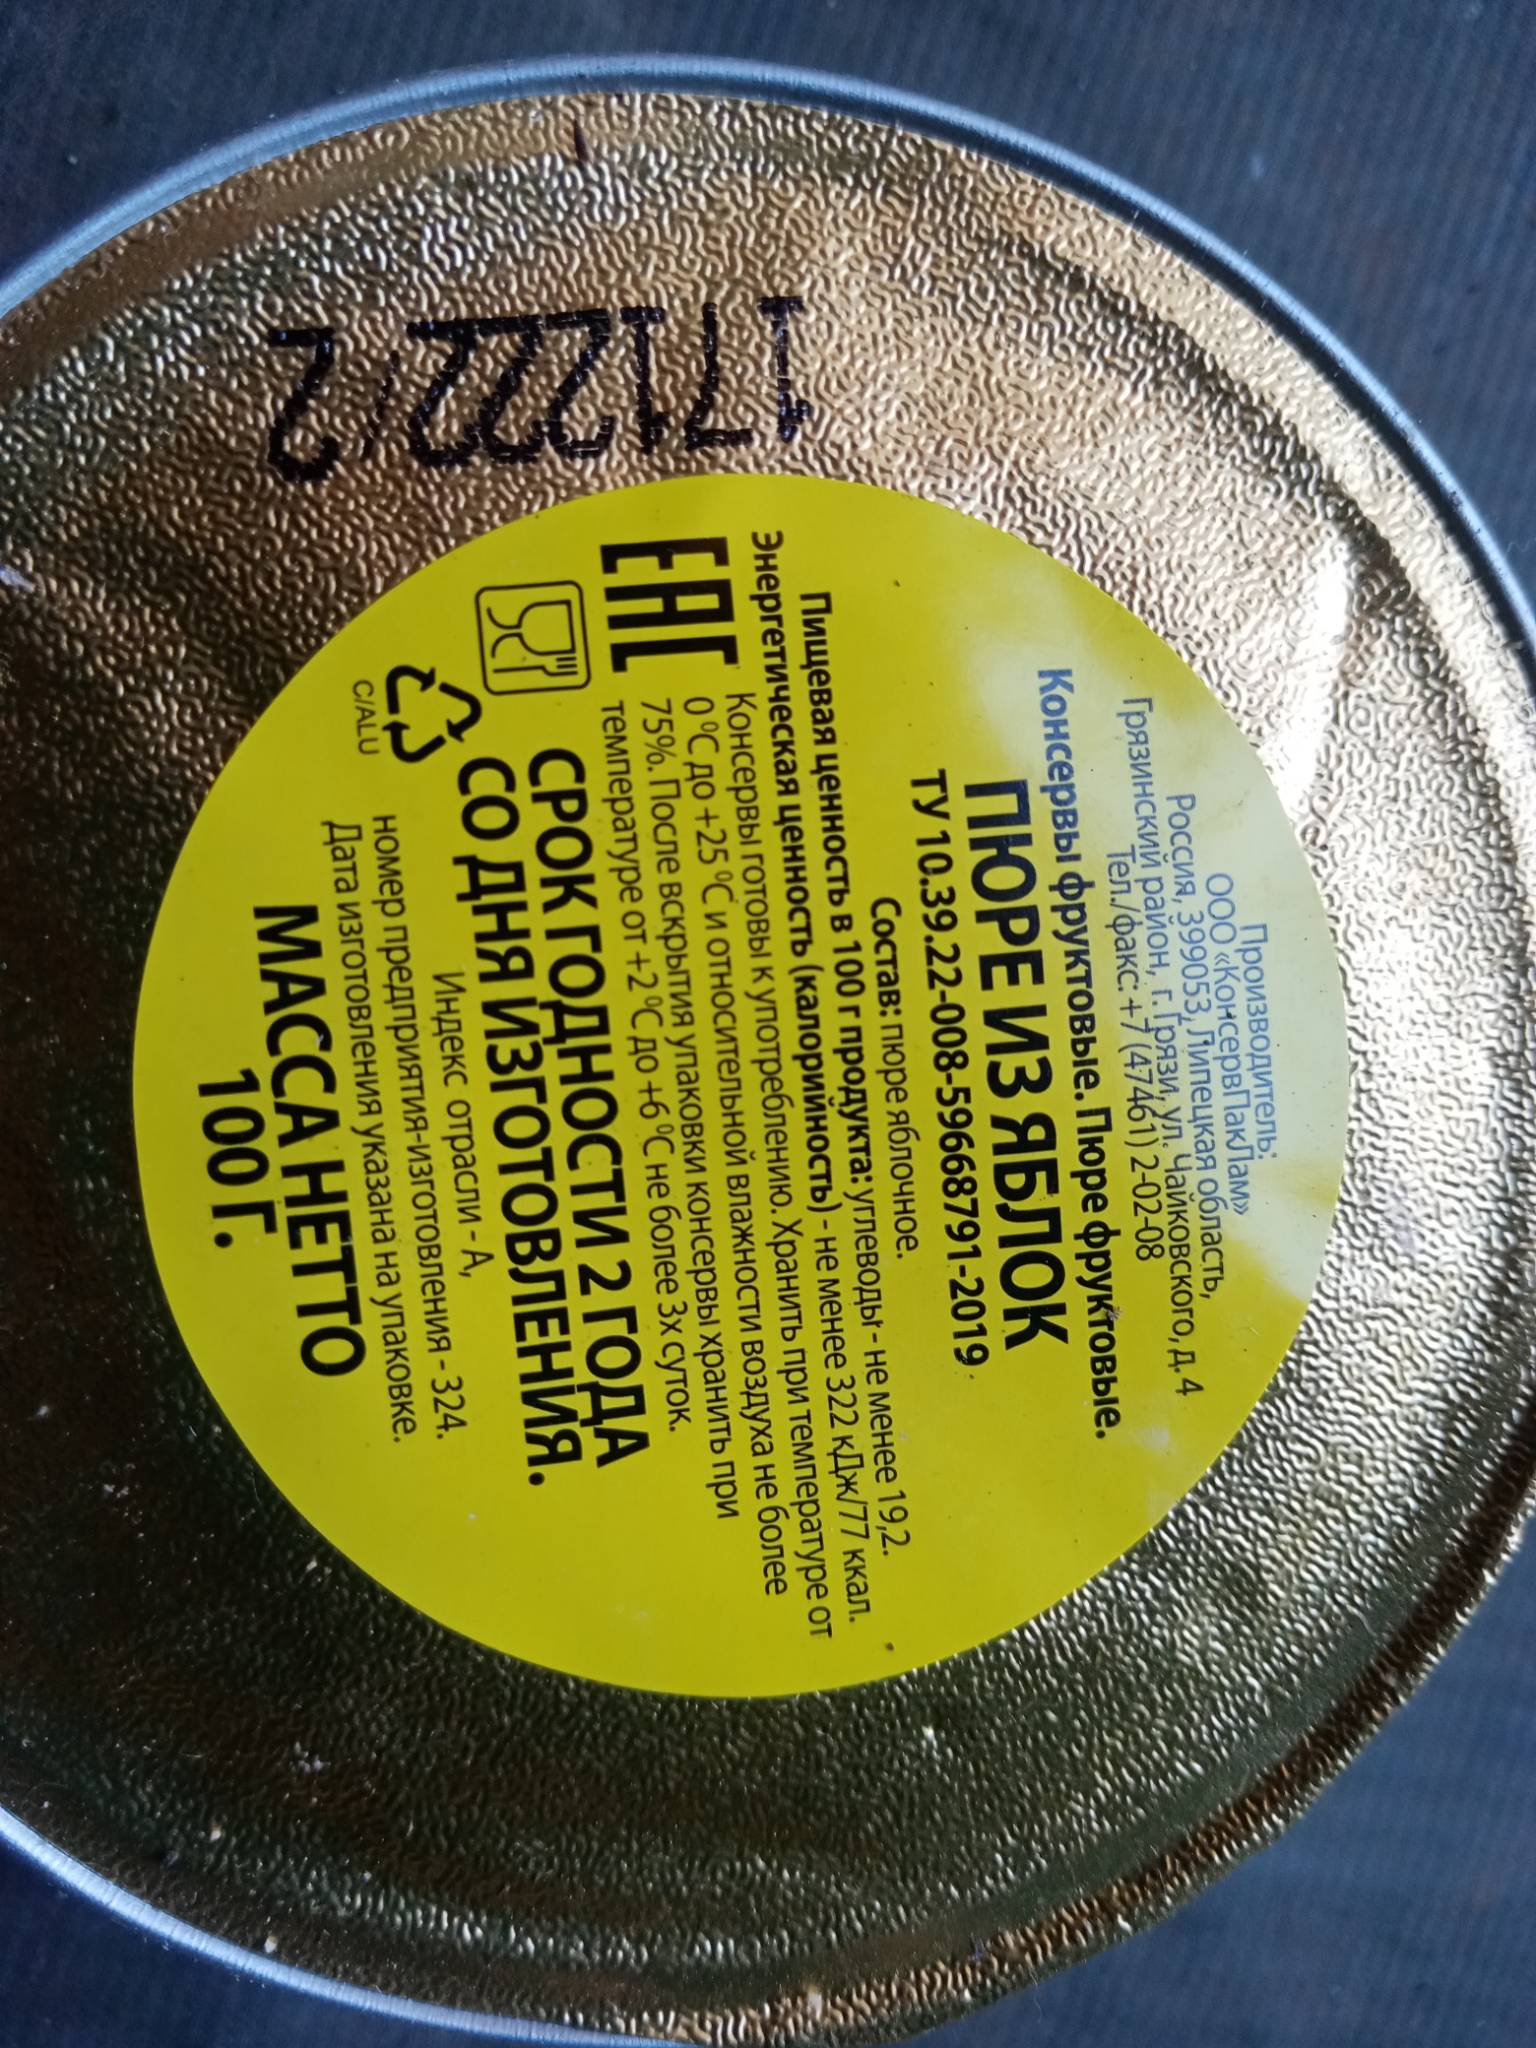 171222/2
Производитель:
ООО «КонсервПакЛам»
Россия, 399053, Липецкая область,
Грязинский район, г. Грязи, ул. Чайковского, д. 4
Тел./факс: +7 (47461) 2-02-08
Консервы фруктовые. Пюре фруктовые.
ПЮРЕ ИЗ ЯБЛОК
ТУ 10.39.22-008-59668791-2019
Состав: пюре яблочное.
Пищевая ценность в 100 г продукта: углеводы - не менее 19,2.
Энергетическая ценность (калорийность) - не менее 322 кДж/77 ккал.
Консервы готовы к употреблению. Хранить при температуре от
0 °С до +25 °С и относительной влажности воздуха не более
75%. После вскрытия упаковки консервы хранить при
температуре от +2 °С до +6 °С не более 3х суток.
ЕАС
СРОК ГОДНОСТИ 2 ГОДА
СО ДНЯ ИЗГОТОВЛЕНИЯ.
C/ALU
Индекс отрасли - А,
номер предприятия-изготовления - 324.
Дата изготовления указана на упаковке.
МАССА НЕТТО
100 Г.